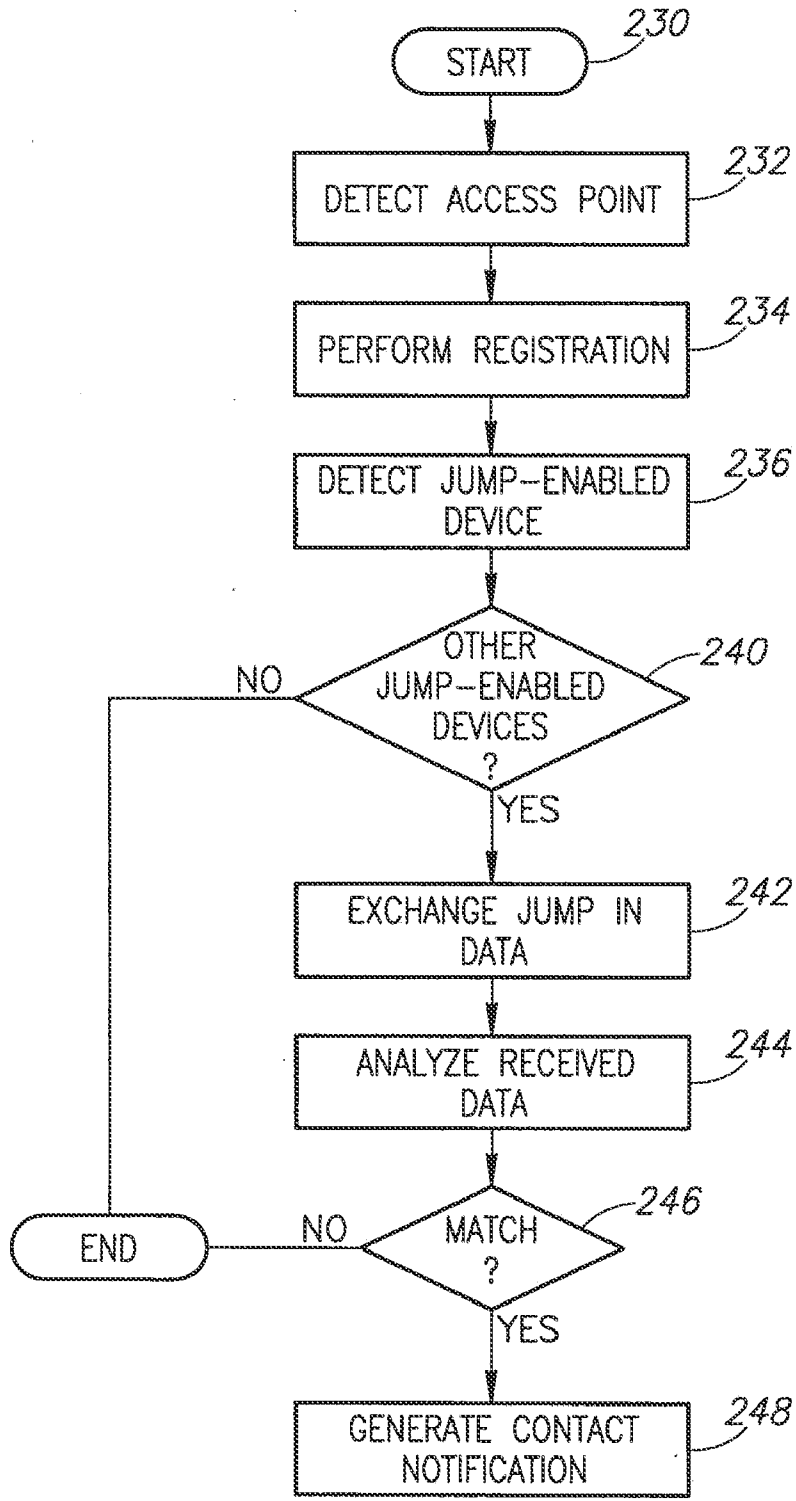 230
START
232
DETECT ACCESS POINT
234
PERFORM REGISTRATION
236
DETECT JUMP-ENABLED
DEVICE
240
OTHER
JUMP-ENABLED
DEVICES
?
NO
YES
242
EXCHANGE JUMP IN
DATA
244
ANALYZE RECEIVED
DATA
246
MATCH
?
NO
END
YES
248
GENERATE CONTACT
NOTIFICATION